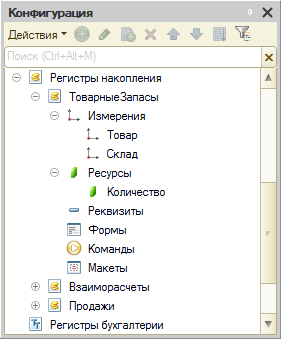 Конфигурация
Действия
Поиск (Ctrl+Alt+M)
Регистры накопления
ТоварныеЗапасы
Измерения
Товар
Склад
Ресурсы
Количество
Реквизиты
Формы
Команды
Макеты
Взаиморасчеты
Продажи
Регистры бухгалтерии